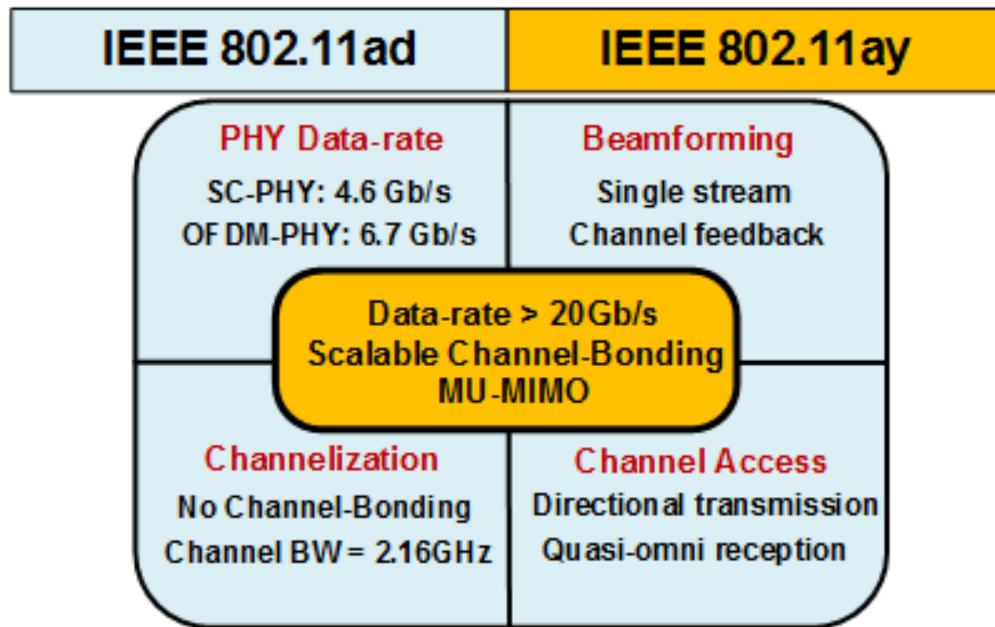 IEEE 802.11ad
IEEE 802.11ay
PHY Data-rate
SC-PHY: 4.6 Gb/s
OFDM-PHY: 6.7 Gb/s
Beamforming
Single stream
Channel feedback
Data-rate > 20Gb/s
Scalable Channel-Bonding
MU-MIMO
Channelization
No Channel-Bonding
Channel BW = 2.16GHz
Channel Access
Directional transmission
Quasi-omni reception